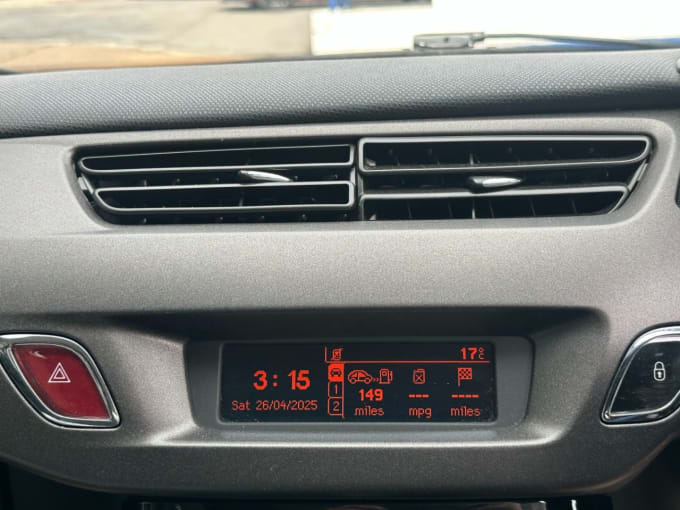 17°C
3:15
Sat 26/04/2025
1
2
149 --- ----
miles mpg miles